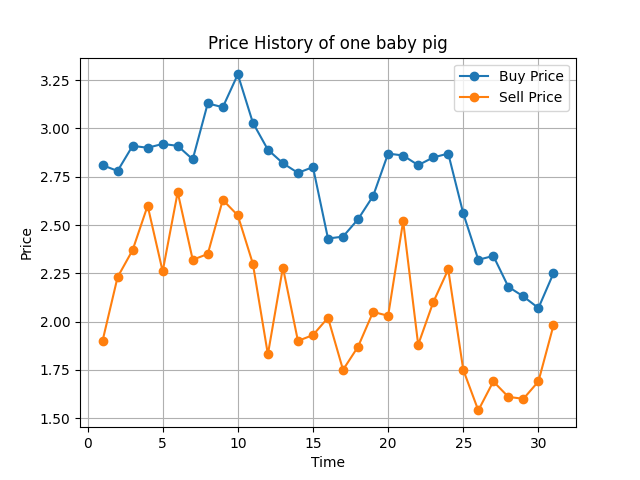 Price History of one baby pig
Buy Price
Sell Price
3.25
3.00
2.75
2.50
2.25
2.00
1.75
1.50
Price
0 5 10 15 20 25 30
Time